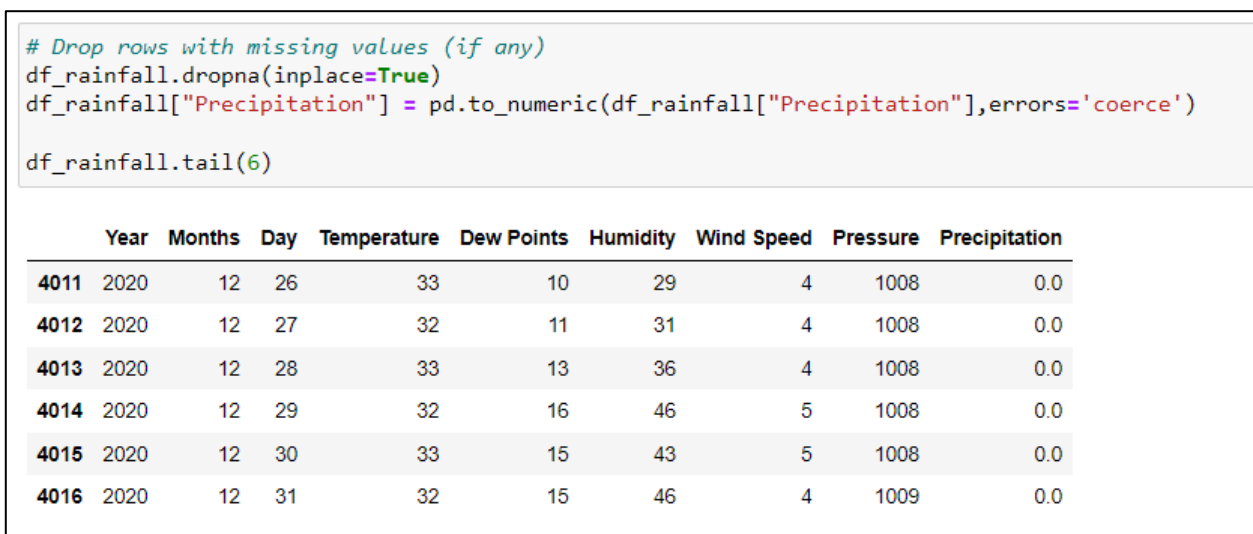 # Drop rows with missing values (if any)
df_rainfall.dropna(inplace=True)
df_rainfall["Precipitation"] = pd.to_numeric(df_rainfall["Precipitation"],errors='coerce')
df_rainfall.tail(6)
Year Months Day Temperature Dew Points Humidity Wind Speed Pressure Precipitation
4011 2020 12 26 33 10 29 4 1008 0.0
4012 2020 12 27 32 11 31 4 1008 0.0
4013 2020 12 28 33 13 36 4 1008 0.0
4014 2020 12 29 32 16 46 5 1008 0.0
4015 2020 12 30 33 15 43 5 1008 0.0
4016 2020 12 31 32 15 46 4 1009 0.0